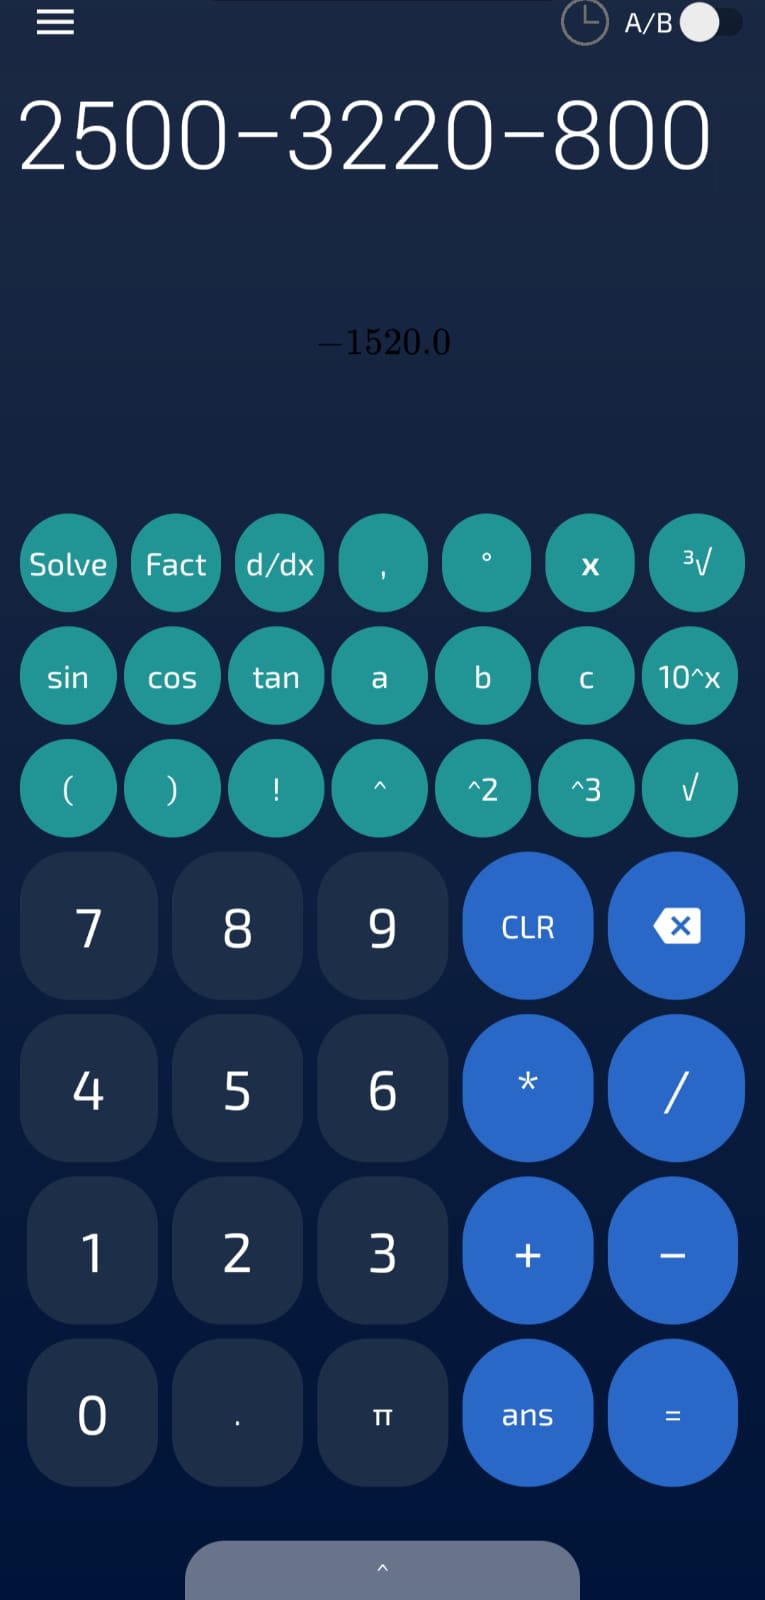 A/B
2500−3220−800
−1520.0
Solve Fact d/dx , ° x ³√
sin cos tan a b c 10^x
( ) ! ^ ^2 ^3 √
7 8 9 CLR
4 5 6 * /
1 2 3 + −
0 . π ans =
^